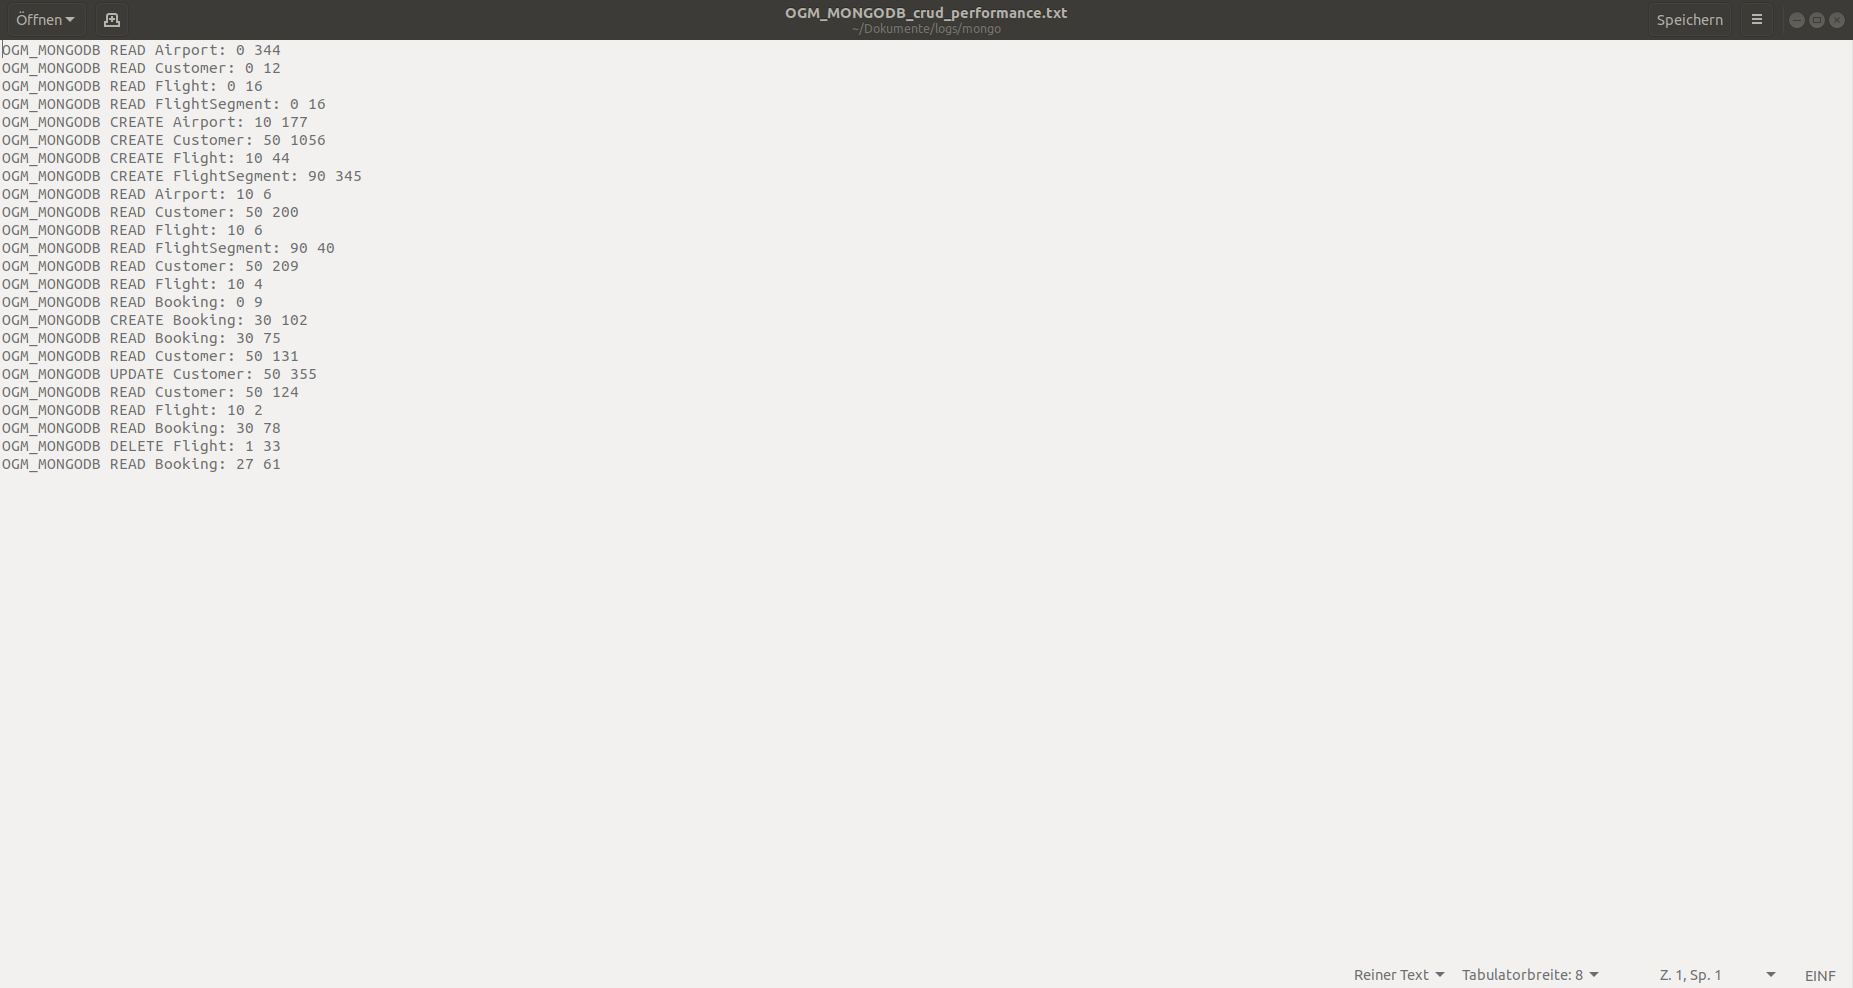 Öffnen
OGM_MONGODB_crud_performance.txt
~/Dokumente/logs/mongo
Speichern
OGM_MONGODB READ Airport: 0 344
OGM_MONGODB READ Customer: 0 12
OGM_MONGODB READ Flight: 0 16
OGM_MONGODB READ FlightSegment: 0 16
OGM_MONGODB CREATE Airport: 10 177
OGM_MONGODB CREATE Customer: 50 1056
OGM_MONGODB CREATE Flight: 10 44
OGM_MONGODB CREATE FlightSegment: 90 345
OGM_MONGODB READ Airport: 10 6
OGM_MONGODB READ Customer: 50 200
OGM_MONGODB READ Flight: 10 6
OGM_MONGODB READ FlightSegment: 90 40
OGM_MONGODB READ Customer: 50 209
OGM_MONGODB READ Flight: 10 4
OGM_MONGODB READ Booking: 0 9
OGM_MONGODB CREATE Booking: 30 102
OGM_MONGODB READ Booking: 30 75
OGM_MONGODB READ Customer: 50 131
OGM_MONGODB UPDATE Customer: 50 355
OGM_MONGODB READ Customer: 50 124
OGM_MONGODB READ Flight: 10 2
OGM_MONGODB READ Booking: 30 78
OGM_MONGODB DELETE Flight: 1 33
OGM_MONGODB READ Booking: 27 61
Reiner Text Tabulatorbreite: 8 Z. 1, Sp. 1 EINF